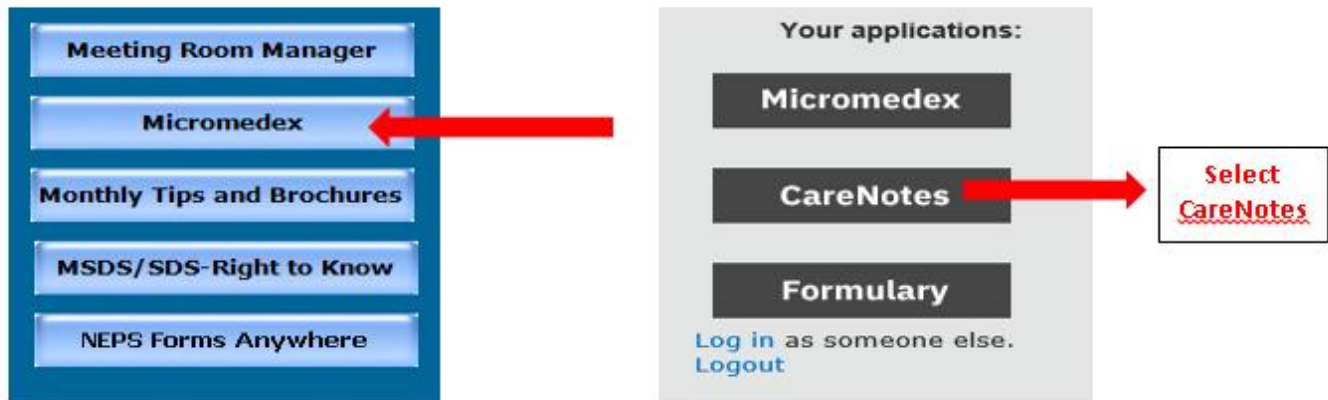 Meeting Room Manager
Micromedex
Monthly Tips and Brochures
MSDS/SDS-Right to Know
NEPS Forms Anywhere
Your applications:
Micromedex
CareNotes
Formulary
Log in as someone else.
Logout
Select
CareNotes